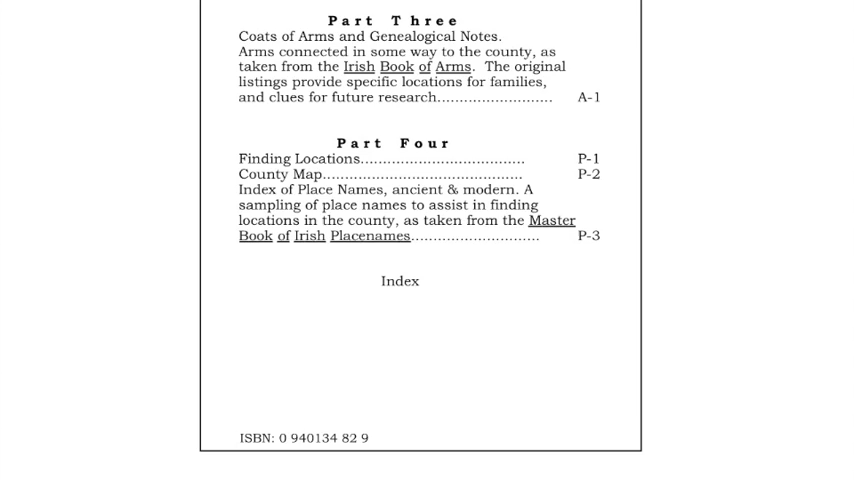 Part Three
Coats of Arms and Genealogical Notes.
Arms connected in some way to the county, as
taken from the Irish Book of Arms. The original
listings provide specific locations for families,
and clues for future research.......................... A-1
Part Four
Finding Locations..................................... P-1
County Map............................................. P-2
Index of Place Names, ancient & modern. A
sampling of place names to assist in finding
locations in the county, as taken from the Master
Book of Irish Placenames............................. P-3
Index
ISBN: 0 940134 82 9